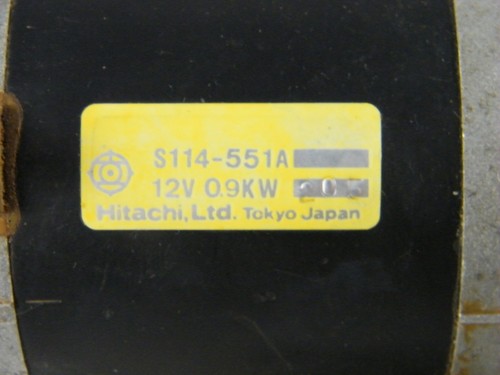 S114-551A
12V 0.9KW
Hitachi, Ltd. Tokyo Japan